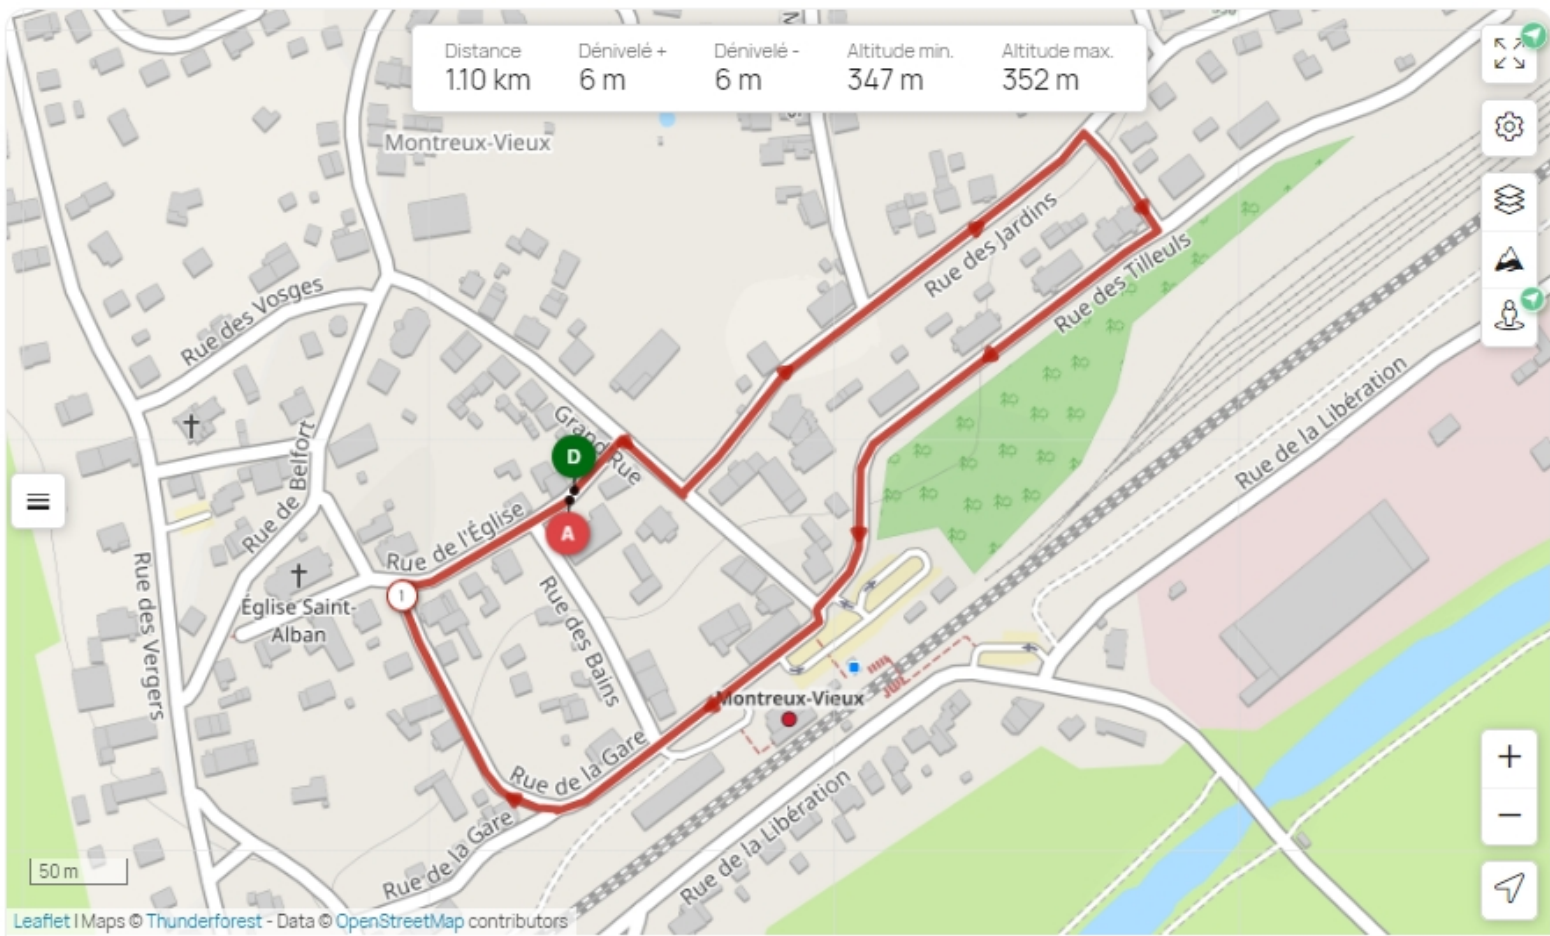 Distance
1.10 km
Dénivelé +
6 m
Dénivelé -
6 m
Altitude min.
347 m
Altitude max.
352 m
Montreux-Vieux
Rue des Jardins
Rue des Tilleuls
Rue des Vosges
Grand Rue
D
A
Rue de Belfort
Rue de l'Église
1
Église Saint-
Alban
Rue des Vergers
Rue des Bains
Rue de la Libération
Montreux-Vieux
Rue de la Gare
Rue de la Gare
Rue de la Libération
50 m
+
−
Leaflet | Maps © Thunderforest - Data © OpenStreetMap contributors